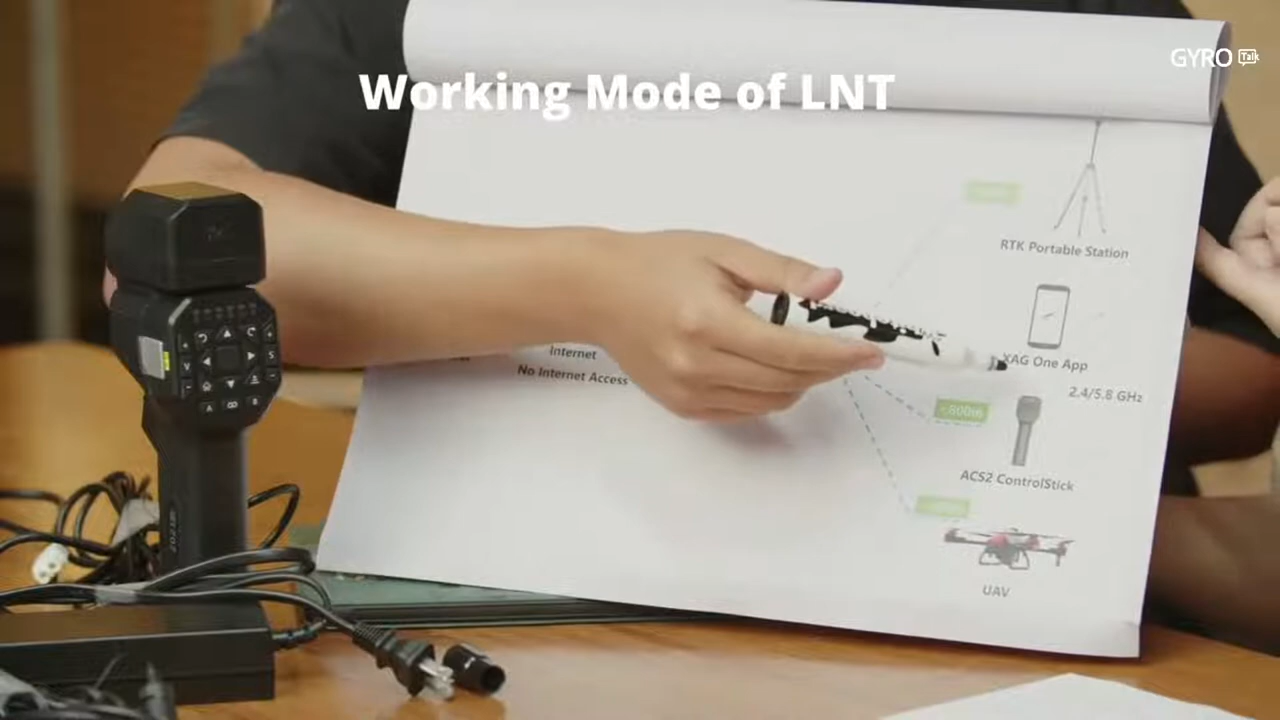 GYRO Talk
Working Mode of LNT
RTK Portable Station
Internet
No Internet Access
XAG One App
2.4/5.8 GHz
ACS2 ControlStick
UAV